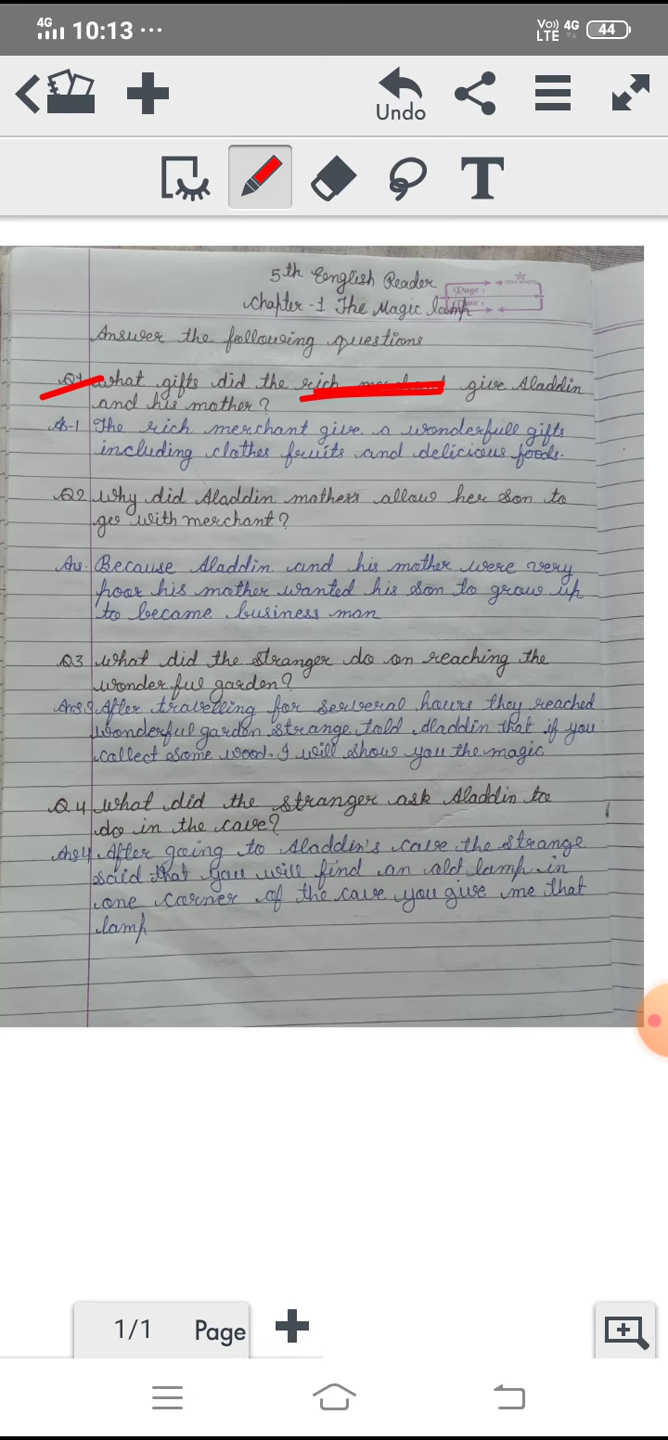 4G 10:13 ...
Vo)) 4G
LTE
44
Undo
T
5th Eenglish Reader
Page :
chapter -1 The Magic lamp
Answer the following questions
Q1 What gifts did the rich merchant give Aladdin
and his mother?
A-1 The rich merchant give a wonderfull gifts
including clothes fruits and delicious foods.
Q2 Why did Aladdin mothers allow her son to
go with merchant?
As. Because Aladdin and his mother were very
poor his mother wanted his son to grow up
to became business man
Q3 What did the stranger do on reaching the
wonderful garden?
Ans3. After travelling for serveral hours they reached
wonderful garden strange told Aladdin that if you
collect some wood. I will show you the magic
Q4 What did the stranger ask Aladdin to
do in the cave?
Ans4. After going to Aladdin's cave the strange
said that you will find an old lamp in
one corner of the cave you give me that
lamp
1/1 Page